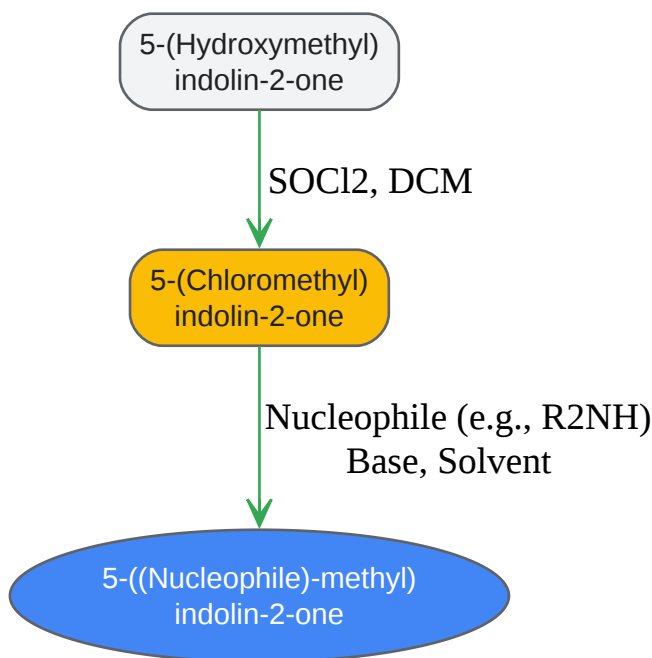 5-(Hydroxymethyl)
indolin-2-one
SOCl2, DCM
5-(Chloromethyl)
indolin-2-one
Nucleophile (e.g., R2NH)
Base, Solvent
5-((Nucleophile)-methyl)
indolin-2-one